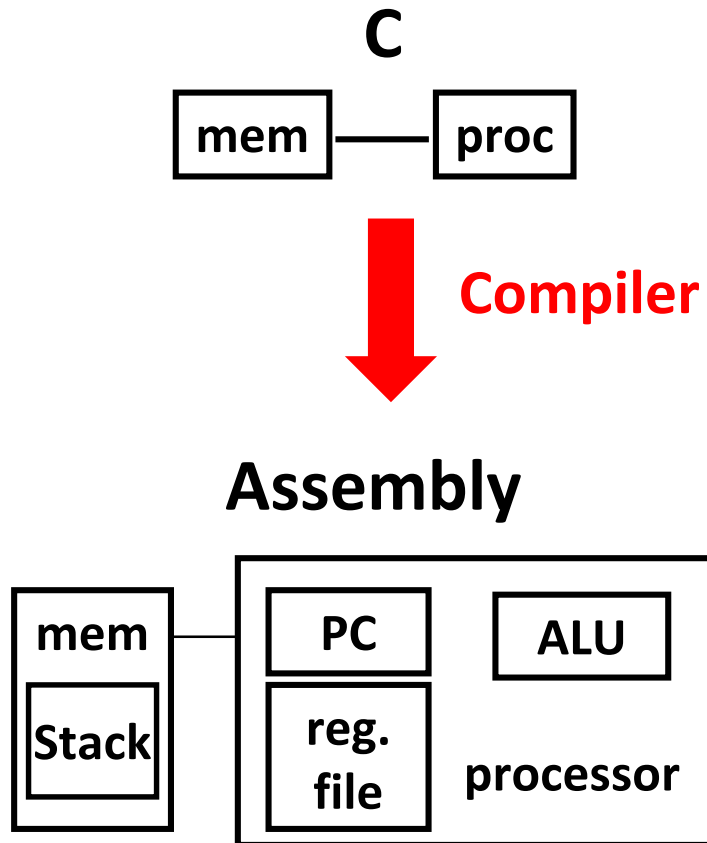 C
mem
proc
Compiler
Assembly
mem
Stack
PC
ALU
reg.
file
processor